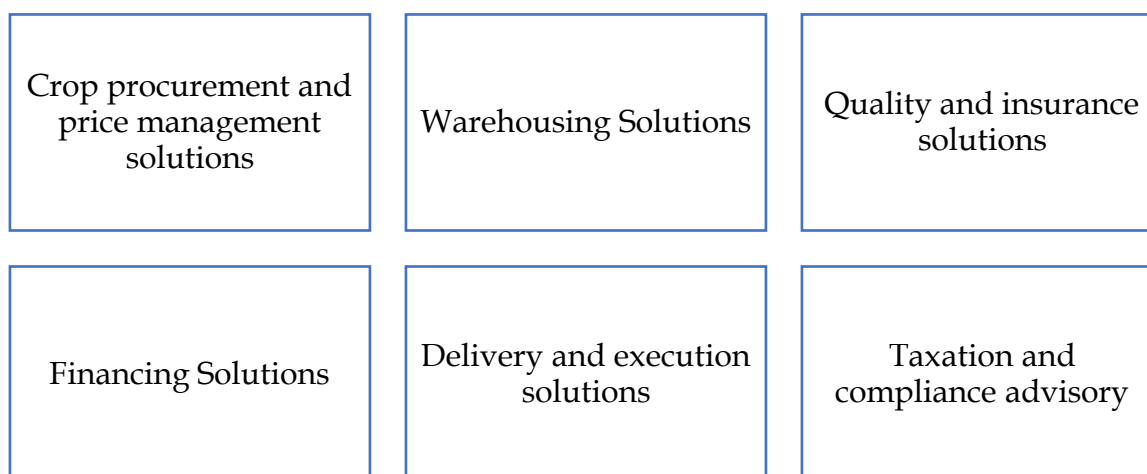 Crop procurement and
price management
solutions
Warehousing Solutions
Quality and insurance
solutions
Financing Solutions
Delivery and execution
solutions
Taxation and
compliance advisory